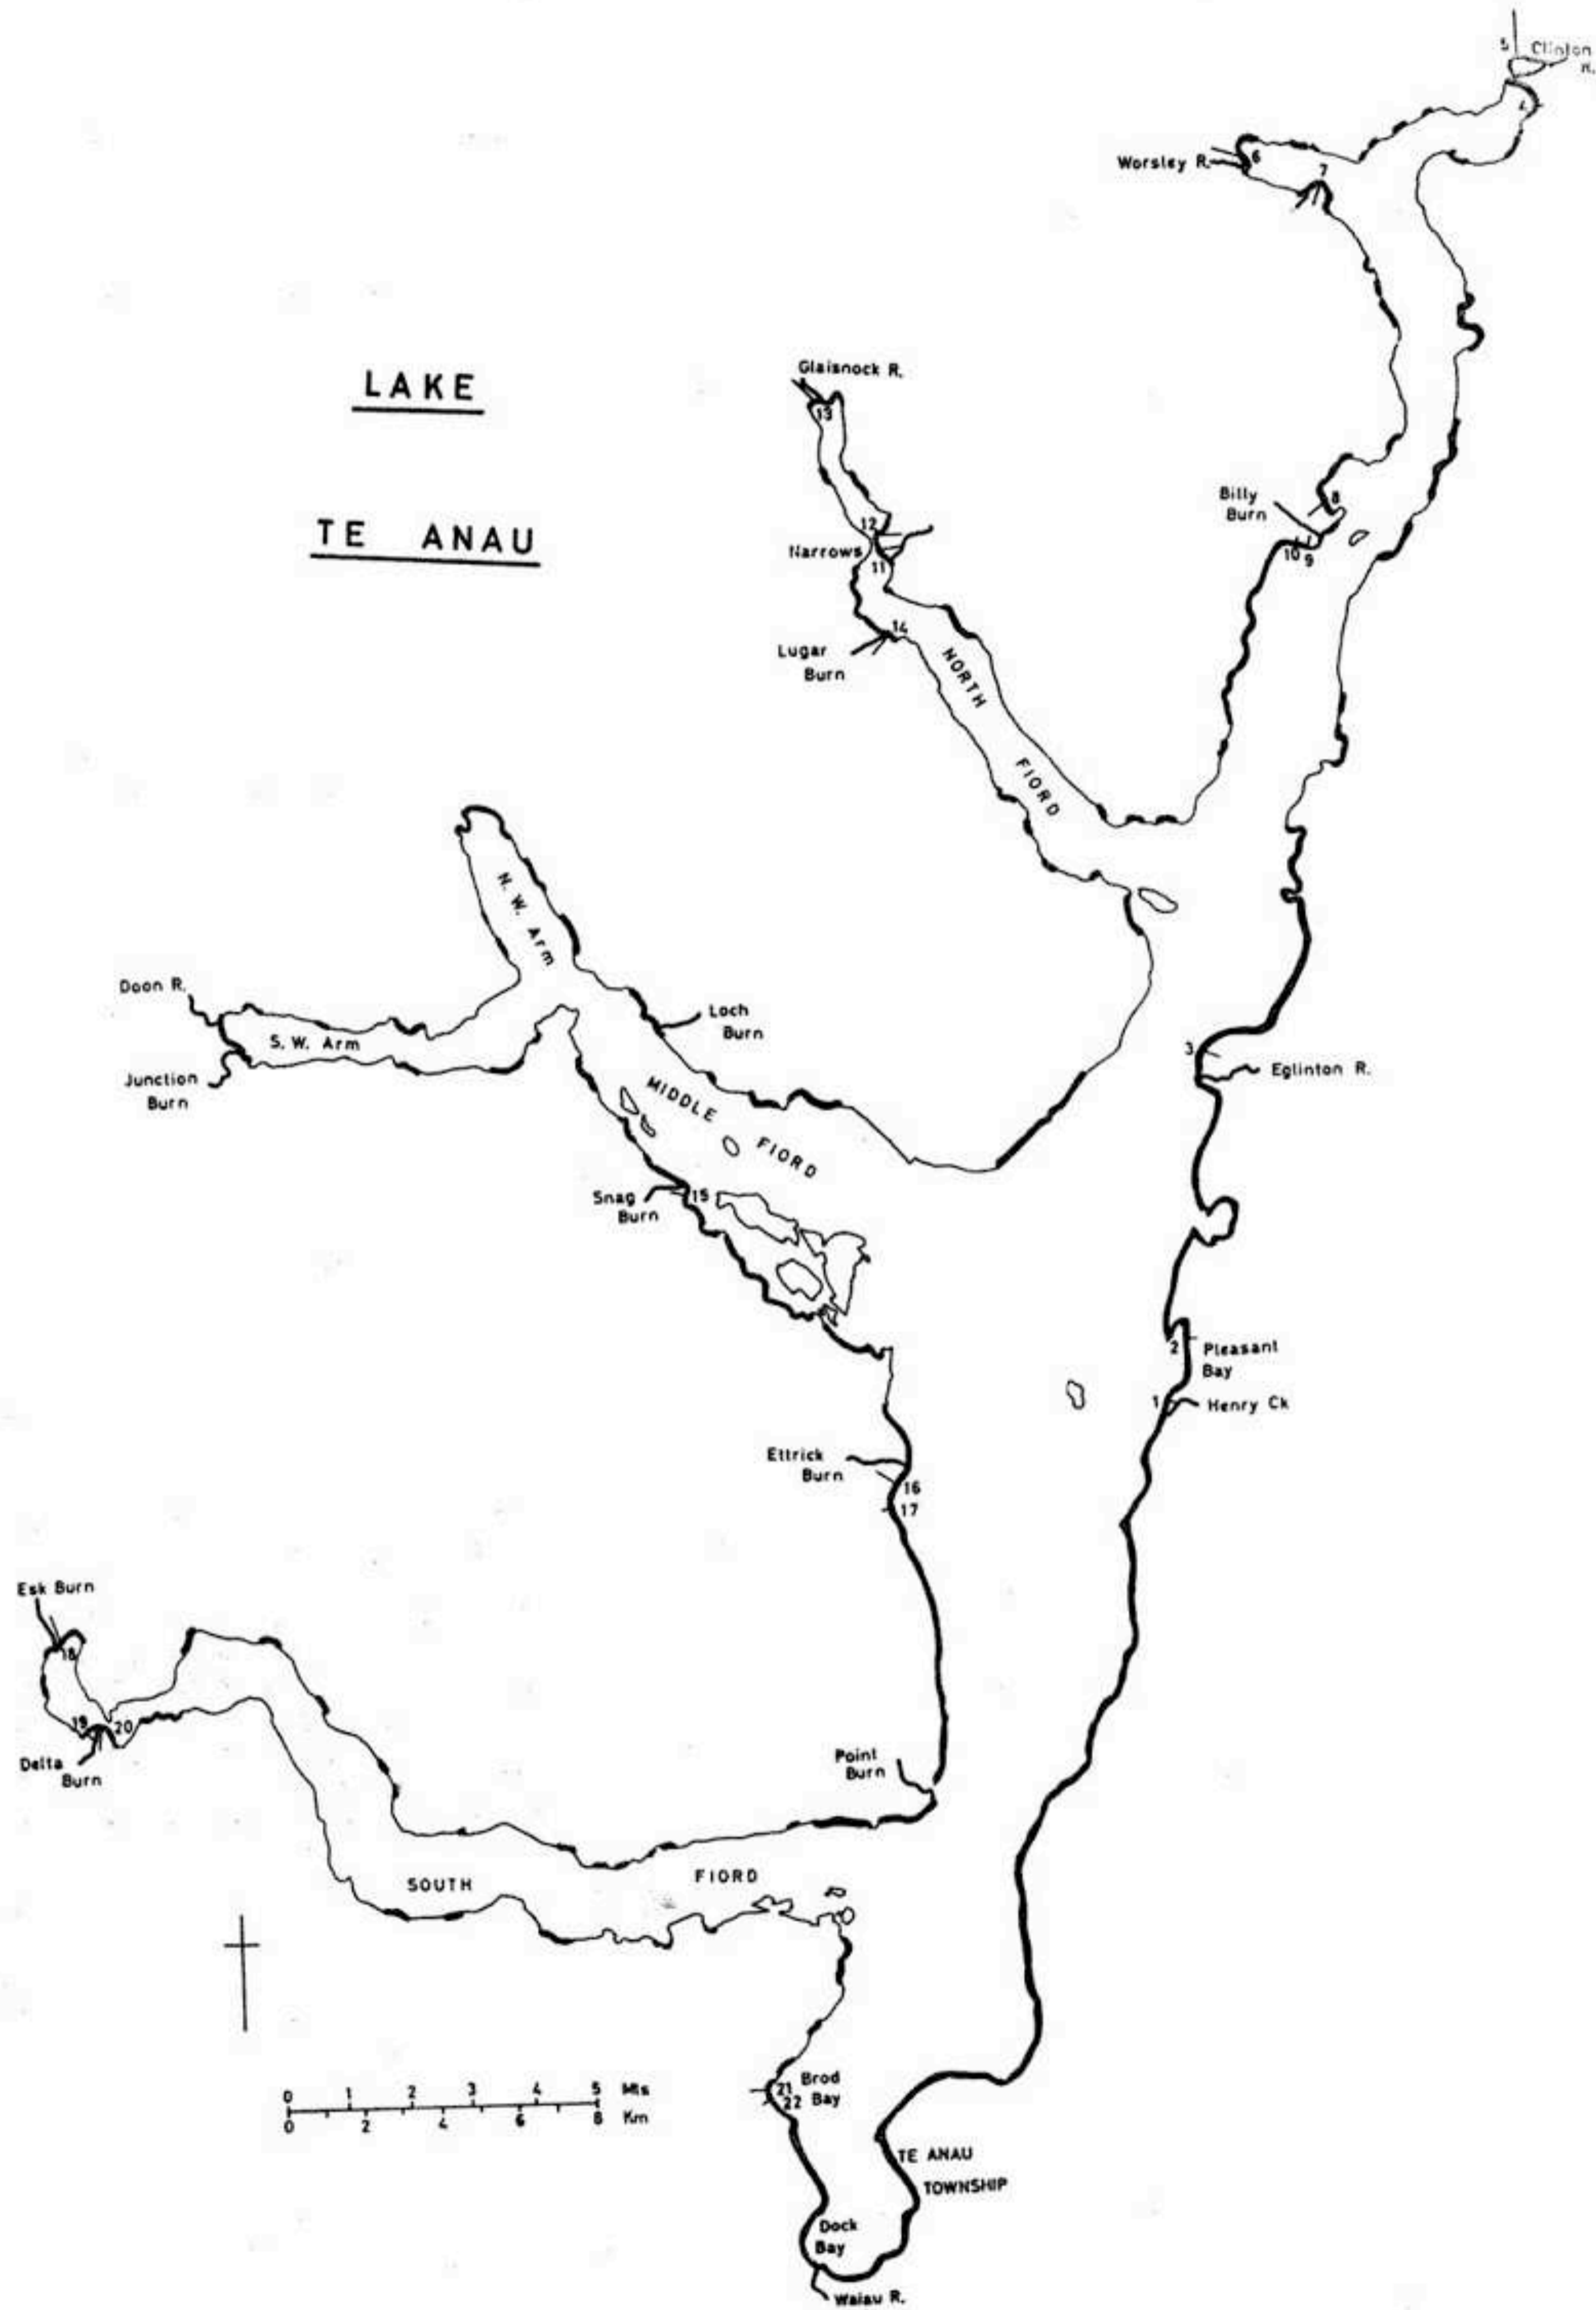 5 Clinton
R.
4
Worsley R.
6
7
LAKE
Glaisnock R.
13
TE ANAU
Billy
Burn
8
12
Narrows
11
10
9
14
Lugar
Burn
NORTH
FIORD
N. W. Arm
Doon R.
S. W. Arm
Loch
Burn
Junction
Burn
3
Eglinton R.
MIDDLE
FIORD
Snag
Burn
15
2
Pleasant
Bay
1
Henry Ck
Ettrick
Burn
16
17
Esk Burn
18
19
20
Delta
Burn
Point
Burn
SOUTH
FIORD
0 1 2 3 4 5 Mls
0 2 4 6 8 Km
21
22
Brod
Bay
TE ANAU
TOWNSHIP
Dock
Bay
Waiau R.